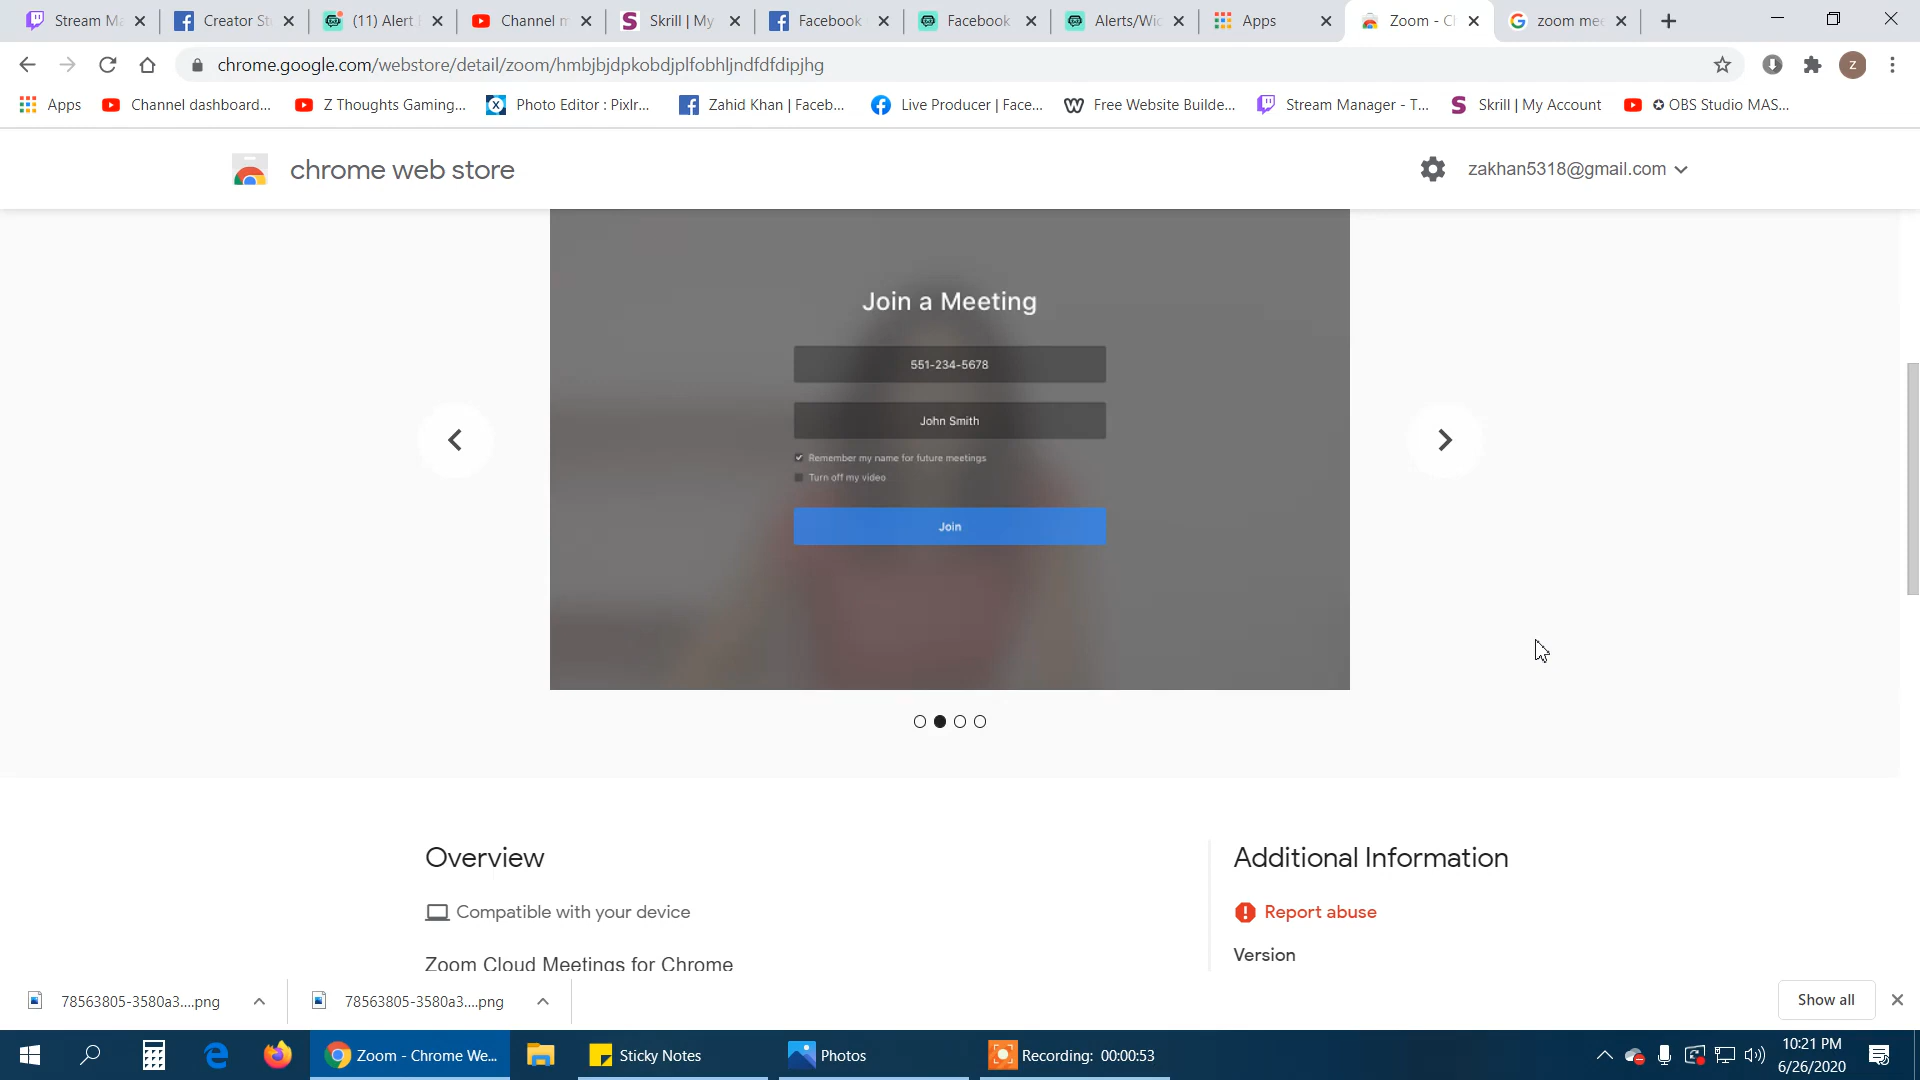 Stream Ma
Creator St
(11) Alert
Channel m
Skrill | My
Facebook
Facebook
Alerts/Wid
Apps
Zoom - C
zoom mee
chrome.google.com/webstore/detail/zoom/hmbjbjdpkobdjplfobhljndfdfdipjhg
Z
Apps
Channel dashboard...
Z Thoughts Gaming...
Photo Editor : Pixlr...
Zahid Khan | Faceb...
Live Producer | Face...
Free Website Builde...
Stream Manager - T...
Skrill | My Account
✪ OBS Studio MAS...
chrome web store
zakhan5318@gmail.com
Join a Meeting
551-234-5678
John Smith
Remember my name for future meetings
Turn off my video
Join
Overview
Additional Information
Compatible with your device
Report abuse
Version
Zoom Cloud Meetings for Chrome
78563805-3580a3....png
78563805-3580a3....png
Show all
Zoom - Chrome We...
Sticky Notes
Photos
Recording: 00:00:53
10:21 PM
6/26/2020